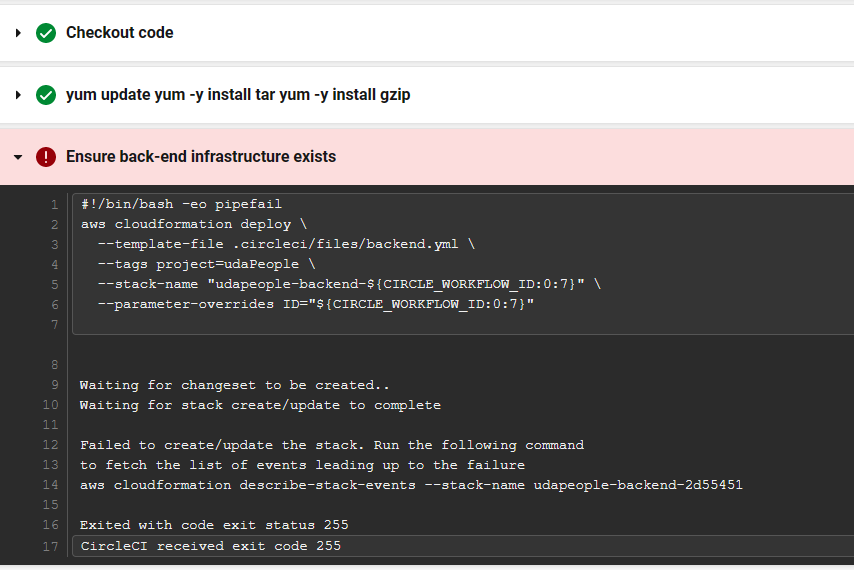 Checkout code
yum update yum -y install tar yum -y install gzip
Ensure back-end infrastructure exists
1 #!/bin/bash -eo pipefail
2 aws cloudformation deploy \
3 --template-file .circleci/files/backend.yml \
4 --tags project=udaPeople \
5 --stack-name "udapeople-backend-${CIRCLE_WORKFLOW_ID:0:7}" \
6 --parameter-overrides ID="${CIRCLE_WORKFLOW_ID:0:7}"
7
8
9 Waiting for changeset to be created..
10 Waiting for stack create/update to complete
11
12 Failed to create/update the stack. Run the following command
13 to fetch the list of events leading up to the failure
14 aws cloudformation describe-stack-events --stack-name udapeople-backend-2d55451
15
16 Exited with code exit status 255
17 CircleCI received exit code 255